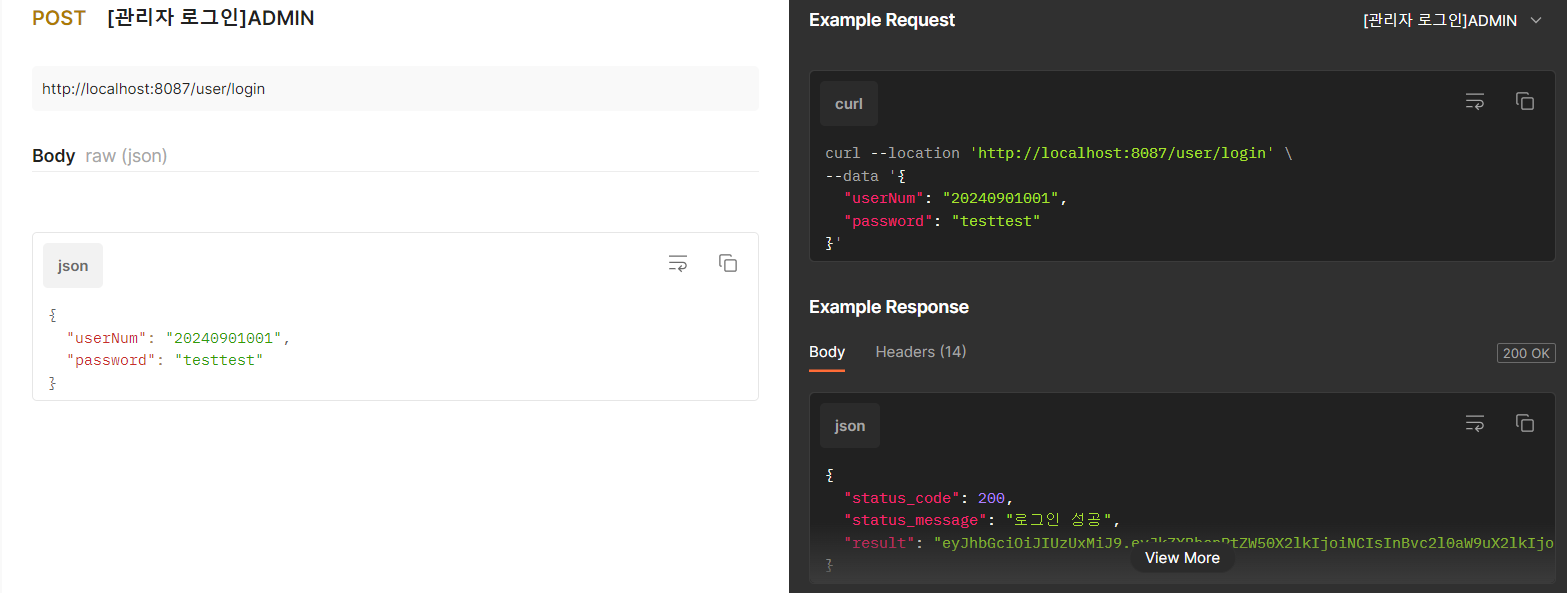 POST [관리자 로그인]ADMIN
http://localhost:8087/user/login
Body raw (json)
json
{
"userNum": "20240901001",
"password": "testtest"
}
Example Request
[관리자 로그인]ADMIN
curl
curl --location 'http://localhost:8087/user/login' \
--data '{
"userNum": "20240901001",
"password": "testtest"
}'
Example Response
Body Headers (14)
200 OK
json
{
"status_code": 200,
"status_message": "로그인 성공",
"result":
View More
}